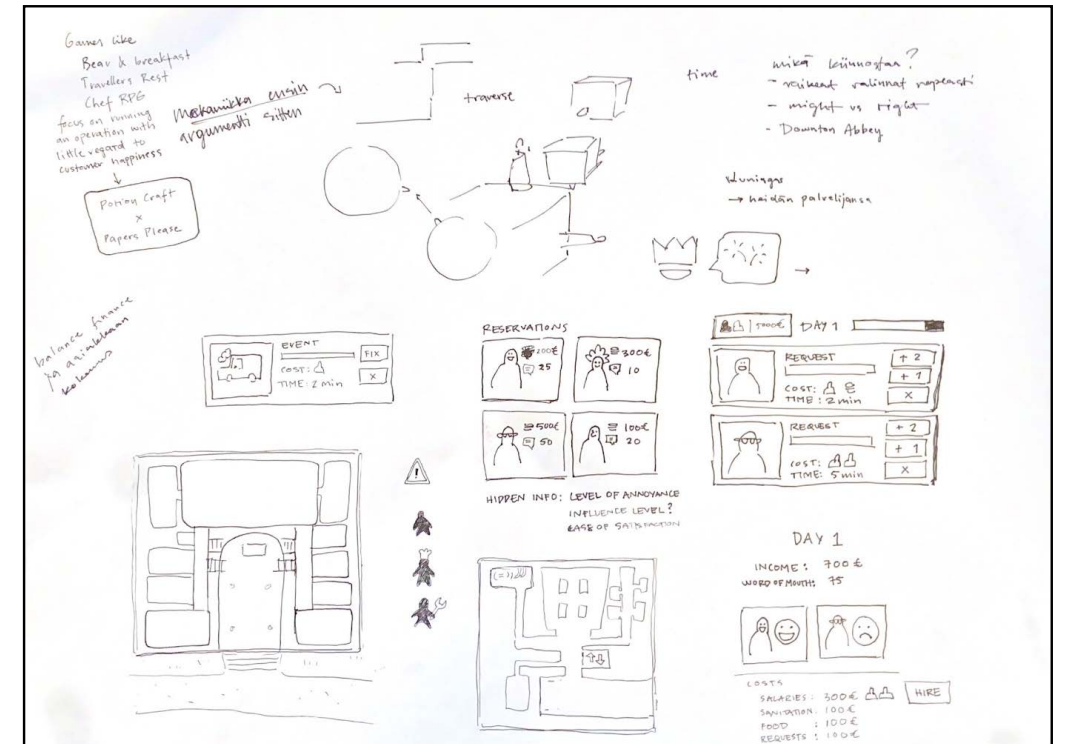 Games like
Bear & breakfast
Travellers Rest
Chef RPG
focus on running
an operation with
little regard to
customer happiness
Potion Craft
x
Papers Please
Mekaniikka ensin
argumentti sitten
traverse
time
mikä kiinnostaa?
- vaikeat valinnat nopeasti
- might vs right
- Downton Abbey
kuningas
→ heidän palvelijansa
balance finance
ja asiakkaan
kokemus
EVENT
COST:
TIME: 2 min
FIX
X
RESERVATIONS
200€
25
300€
10
500€
50
100€
20
HIDDEN INFO: LEVEL OF ANNOYANCE
INFLUENCE LEVEL?
EASE OF SATISFACTION
5000€ DAY 1
REQUEST
COST:
TIME: 2 min
+ 2
+ 1
X
REQUEST
COST:
TIME: 5 min
+ 2
+ 1
X
DAY 1
INCOME: 700€
WORD OF MOUTH: 75
COSTS
SALARIES: 300€
HIRE
SANITATION: 100€
FOOD : 100€
REQUESTS : 100€